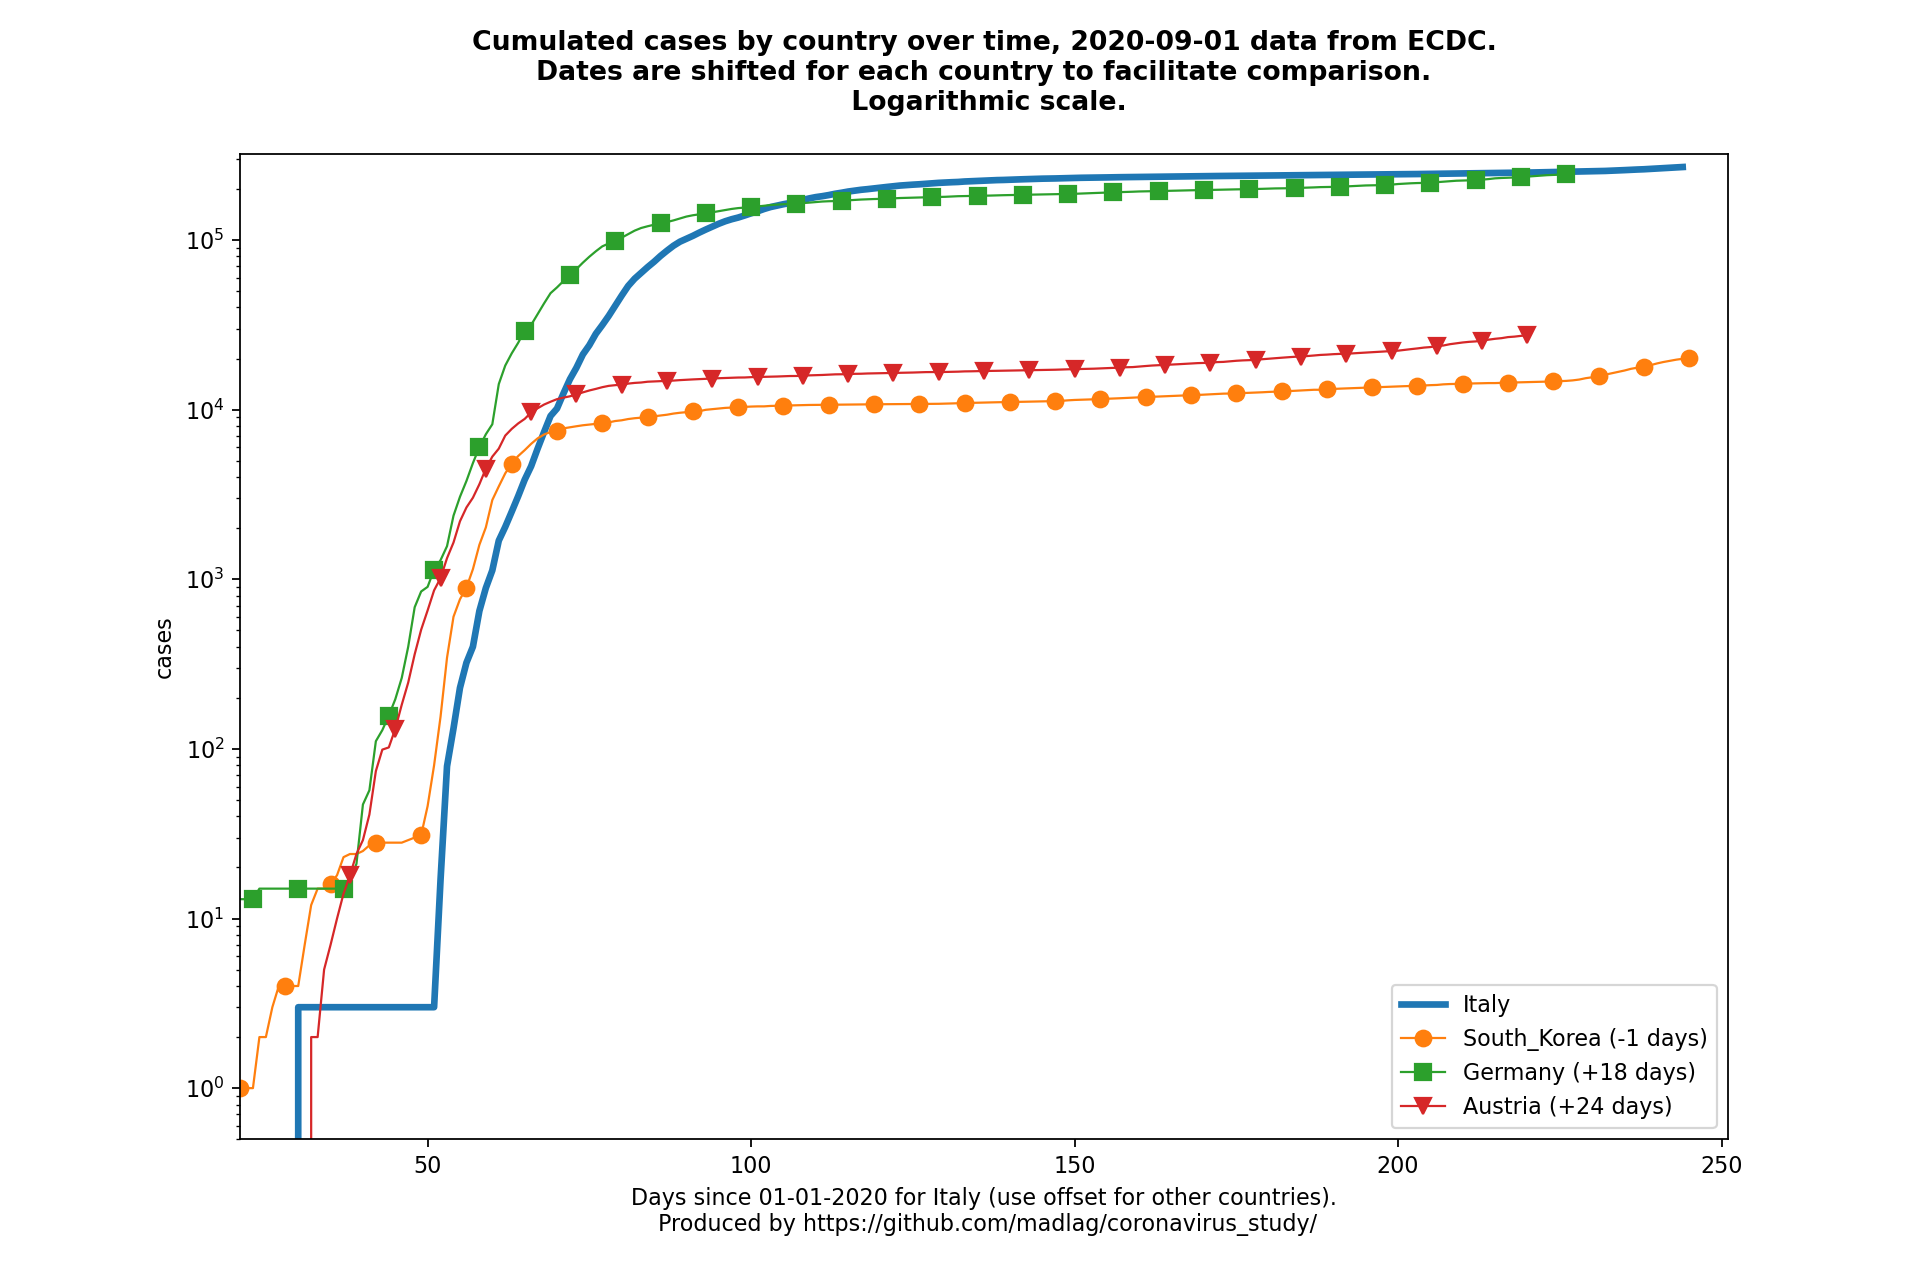 Cumulated cases by country over time, 2020-09-01 data from ECDC.
Dates are shifted for each country to facilitate comparison.
Logarithmic scale.
10^5
10^4
10^3
10^2
10^1
10^0
cases
50 100 150 200 250
Italy
South_Korea (-1 days)
Germany (+18 days)
Austria (+24 days)
Days since 01-01-2020 for Italy (use offset for other countries).
Produced by https://github.com/madlag/coronavirus_study/